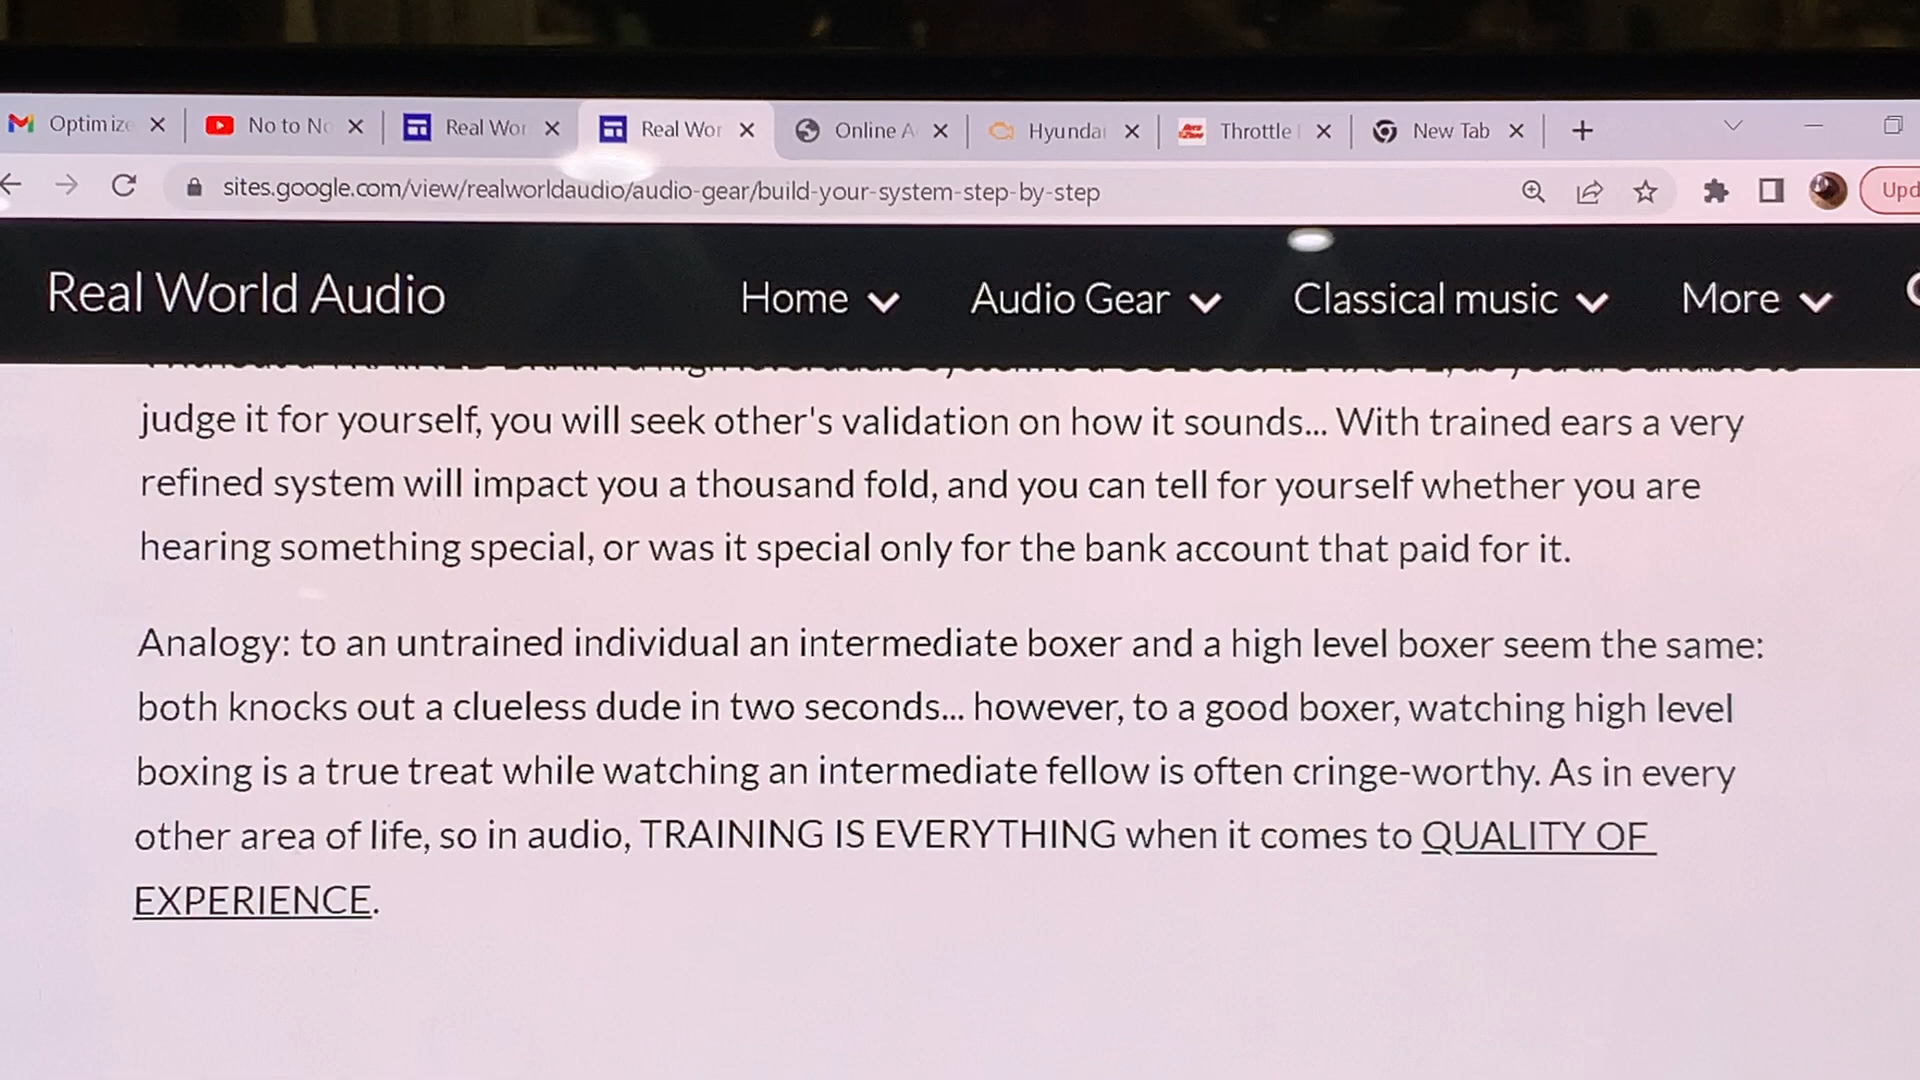 Optimize
No to No
Real Wor
Real Wor
Online A
Hyundai
Throttle
New Tab
sites.google.com/view/realworldaudio/audio-gear/build-your-system-step-by-step
Upd
Real World Audio
Home
Audio Gear
Classical music
More
judge it for yourself, you will seek other's validation on how it sounds... With trained ears a very
refined system will impact you a thousand fold, and you can tell for yourself whether you are
hearing something special, or was it special only for the bank account that paid for it.
Analogy: to an untrained individual an intermediate boxer and a high level boxer seem the same:
both knocks out a clueless dude in two seconds... however, to a good boxer, watching high level
boxing is a true treat while watching an intermediate fellow is often cringe-worthy. As in every
other area of life, so in audio, TRAINING IS EVERYTHING when it comes to QUALITY OF
EXPERIENCE.